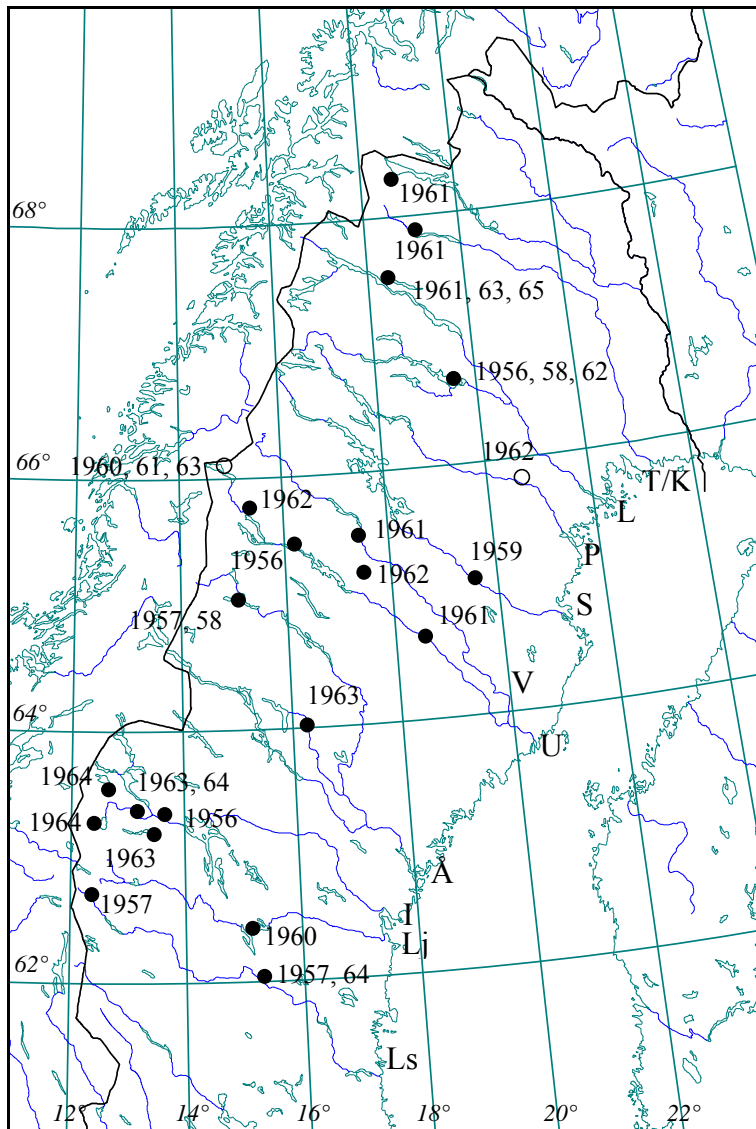 68°
1961
1961
1961, 63, 65
1956, 58, 62
1962
66°
1960, 61, 63
T/K
L
1962
1961
1956
1959
P
1962
1957, 58
1961
S
V
1963
64°
U
1964
1963, 64
1964
1956
1963
Å
1957
I
1960
Lj
62°
1957, 64
Ls
12°
14°
16°
18°
20°
22°